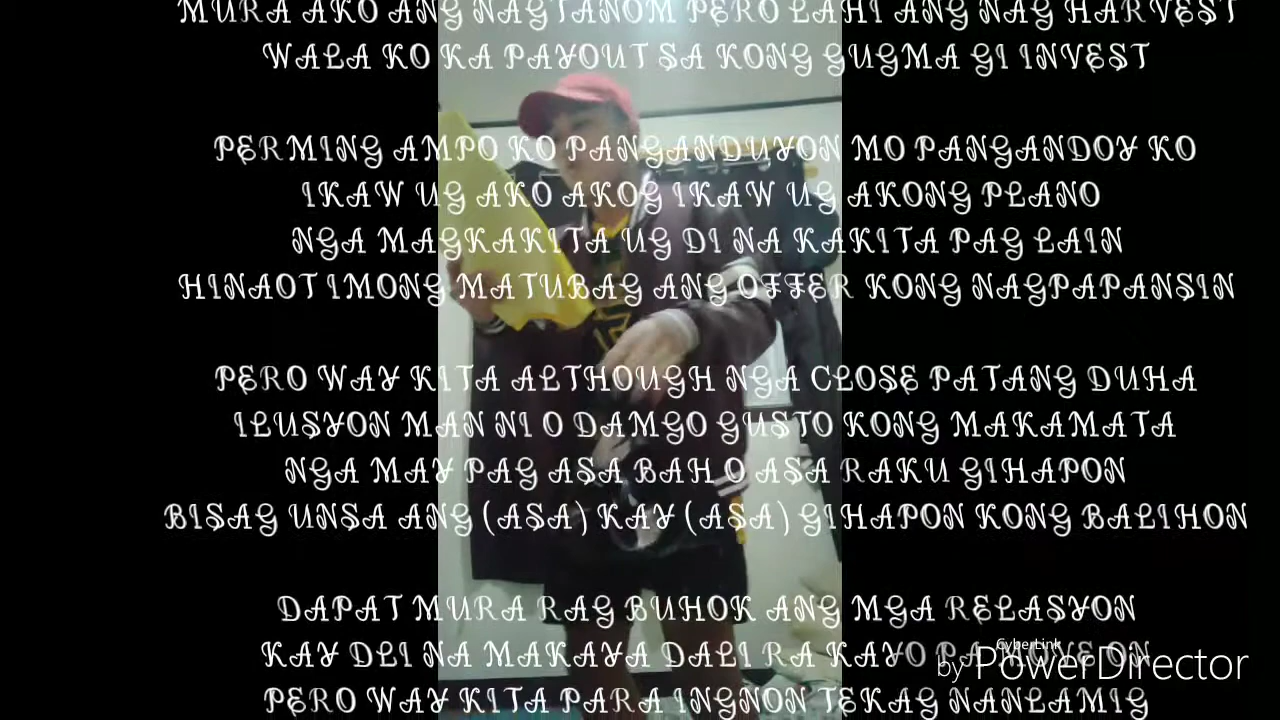 MURA AKO ANG NAGTANOM PERO LAHI ANG NAG HARVEST
WALA KO KA PAYOUT SA KONG GUGMA GI INVEST
PERMING AMPO KO PANGANDUYON MO PANGANDOY KO
IKAW UG AKO AKOG IKAW UG AKONG PLANO
NGA MAGKAKITA UG DI NA KAKITA PAG LAIN
HINAOT IMONG MATUBAG ANG OFFER KONG NAGPAPANSIN
PERO WAY KITA ALTHOUGH NGA CLOSE PATANG DUHA
ILUSYON MAN NI O DAMGO GUSTO KONG MAKAMATA
NGA MAY PAG ASA BAH O ASA RAKU GIHAPON
BISAG UNSA ANG (ASA) KAY (ASA) GIHAPON KONG BALIHON
DAPAT MURA RAG BUHOK ANG MGA RELASYON
KAY DLI NA MAKAYA DALI RA KAYO ON
PERO WAY KITA PARA INGNON TEKAG NANLAMIG
CyberLink
by PowerDirector